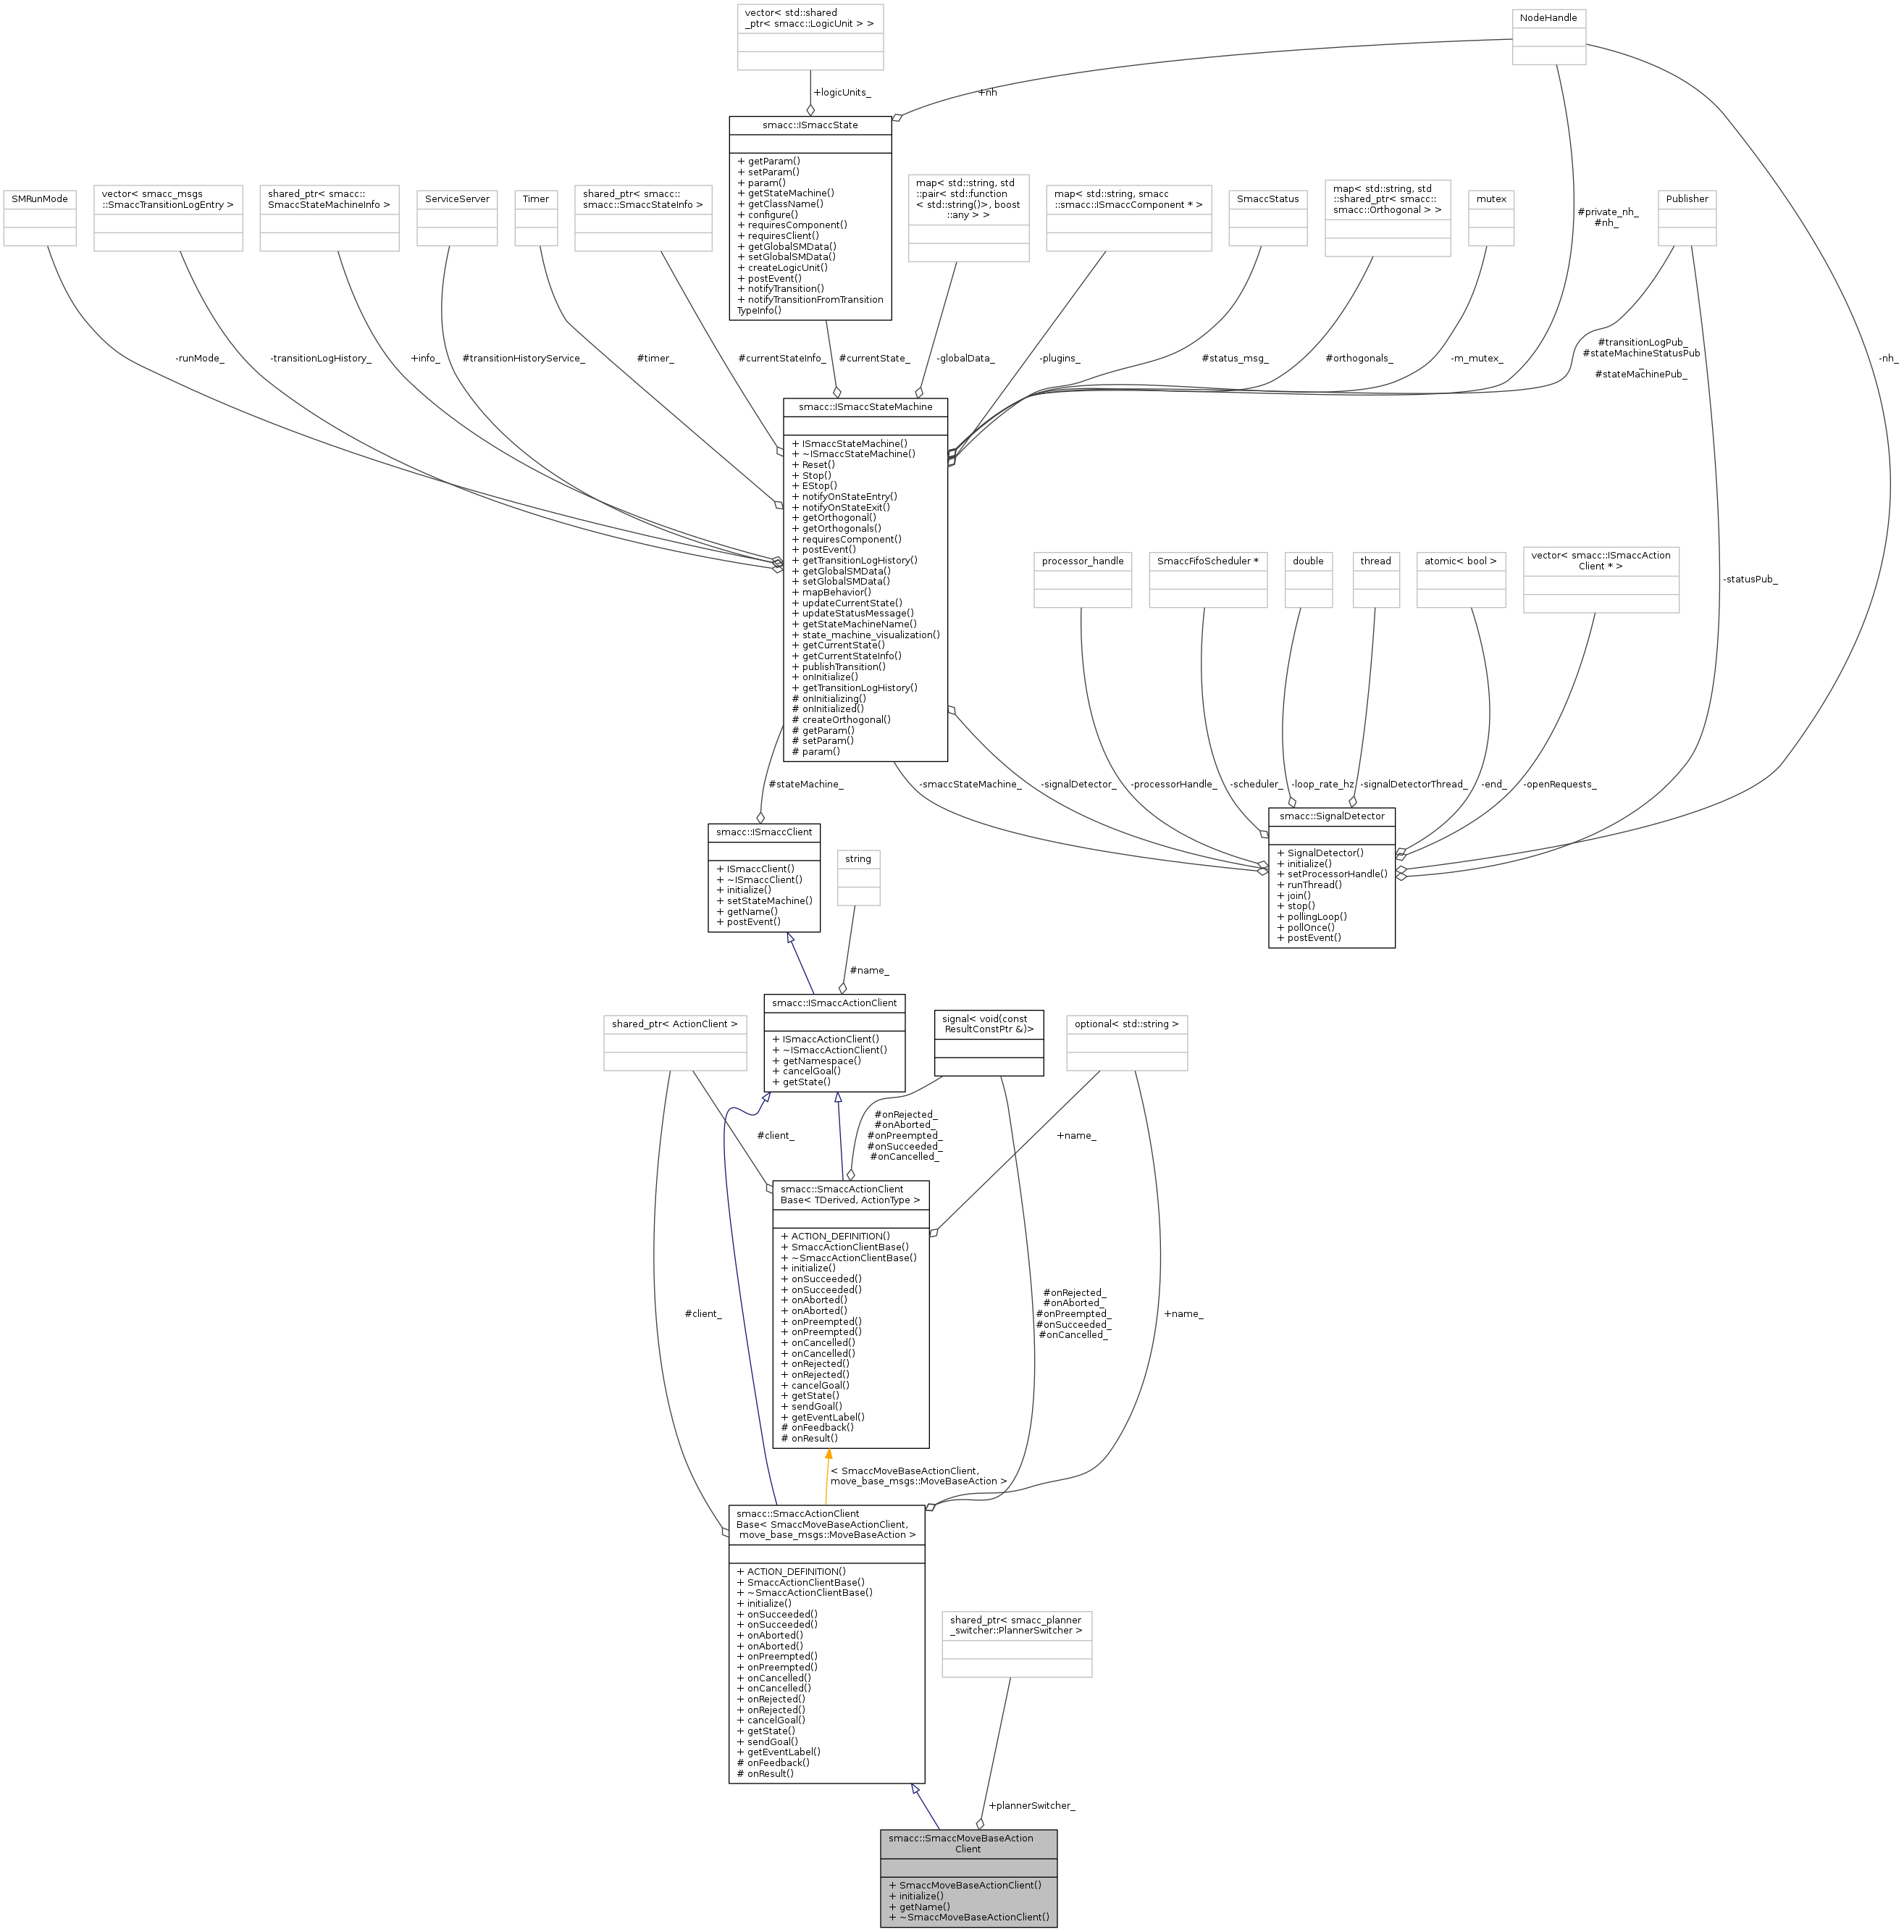 vector< std::shared
_ptr< smacc::LogicUnit > >
NodeHandle
+logicUnits_
+nh
smacc::ISmaccState
+ getParam()
+ setParam()
+ param()
+ getStateMachine()
+ getClassName()
+ configure()
+ requiresComponent()
+ requiresClient()
+ getGlobalSMData()
+ setGlobalSMData()
+ createLogicUnit()
+ postEvent()
+ notifyTransition()
+ notifyTransitionFromTransition
TypeInfo()
SMRunMode
vector< smacc_msgs
::SmaccTransitionLogEntry >
shared_ptr< smacc::
SmaccStateMachineInfo >
ServiceServer
Timer
shared_ptr< smacc::
smacc::SmaccStateInfo >
map< std::string, std
::pair< std::function
< std::string()>, boost
::any > >
map< std::string, smacc
::smacc::ISmaccComponent * >
SmaccStatus
map< std::string, std
::shared_ptr< smacc::
smacc::Orthogonal > >
mutex
#private_nh_
#nh_
Publisher
-runMode_
-transitionLogHistory_
+info_
#transitionHistoryService_
#timer_
#currentStateInfo_
#currentState_
-globalData_
-plugins_
#status_msg_
#orthogonals_
-m_mutex_
#transitionLogPub_
#stateMachineStatusPub
_
#stateMachinePub_
-nh_
smacc::ISmaccStateMachine
+ ISmaccStateMachine()
+ ~ISmaccStateMachine()
+ Reset()
+ Stop()
+ EStop()
+ notifyOnStateEntry()
+ notifyOnStateExit()
+ getOrthogonal()
+ getOrthogonals()
+ requiresComponent()
+ postEvent()
+ getTransitionLogHistory()
+ getGlobalSMData()
+ setGlobalSMData()
+ mapBehavior()
+ updateCurrentState()
+ updateStatusMessage()
+ getStateMachineName()
+ state_machine_visualization()
+ getCurrentState()
+ getCurrentStateInfo()
+ publishTransition()
+ onInitialize()
+ getTransitionLogHistory()
# onInitializing()
# onInitialized()
# createOrthogonal()
# getParam()
# setParam()
# param()
processor_handle
SmaccFifoScheduler *
double
thread
atomic< bool >
vector< smacc::ISmaccAction
Client * >
-statusPub_
#stateMachine_
-smaccStateMachine_
-signalDetector_
-processorHandle_
-scheduler_
-loop_rate_hz
-signalDetectorThread_
-end_
-openRequests_
smacc::SignalDetector
+ SignalDetector()
+ initialize()
+ setProcessorHandle()
+ runThread()
+ join()
+ stop()
+ pollingLoop()
+ pollOnce()
+ postEvent()
smacc::ISmaccClient
+ ISmaccClient()
+ ~ISmaccClient()
+ initialize()
+ setStateMachine()
+ getName()
+ postEvent()
string
#name_
smacc::ISmaccActionClient
+ ISmaccActionClient()
+ ~ISmaccActionClient()
+ getNamespace()
+ cancelGoal()
+ getState()
shared_ptr< ActionClient >
signal< void(const
ResultConstPtr &)>
optional< std::string >
#client_
#onRejected_
#onAborted_
#onPreempted_
#onSucceeded_
#onCancelled_
+name_
smacc::SmaccActionClient
Base< TDerived, ActionType >
+ ACTION_DEFINITION()
+ SmaccActionClientBase()
+ ~SmaccActionClientBase()
+ initialize()
+ onSucceeded()
+ onSucceeded()
+ onAborted()
+ onAborted()
+ onPreempted()
+ onPreempted()
+ onCancelled()
+ onCancelled()
+ onRejected()
+ onRejected()
+ cancelGoal()
+ getState()
+ sendGoal()
+ getEventLabel()
# onFeedback()
# onResult()
#client_
#onRejected_
#onAborted_
#onPreempted_
#onSucceeded_
#onCancelled_
+name_
< SmaccMoveBaseActionClient,
move_base_msgs::MoveBaseAction >
smacc::SmaccActionClient
Base< SmaccMoveBaseActionClient,
move_base_msgs::MoveBaseAction >
+ ACTION_DEFINITION()
+ SmaccActionClientBase()
+ ~SmaccActionClientBase()
+ initialize()
+ onSucceeded()
+ onSucceeded()
+ onAborted()
+ onAborted()
+ onPreempted()
+ onPreempted()
+ onCancelled()
+ onCancelled()
+ onRejected()
+ onRejected()
+ cancelGoal()
+ getState()
+ sendGoal()
+ getEventLabel()
# onFeedback()
# onResult()
shared_ptr< smacc_planner
_switcher::PlannerSwitcher >
+plannerSwitcher_
smacc::SmaccMoveBaseAction
Client
+ SmaccMoveBaseActionClient()
+ initialize()
+ getName()
+ ~SmaccMoveBaseActionClient()